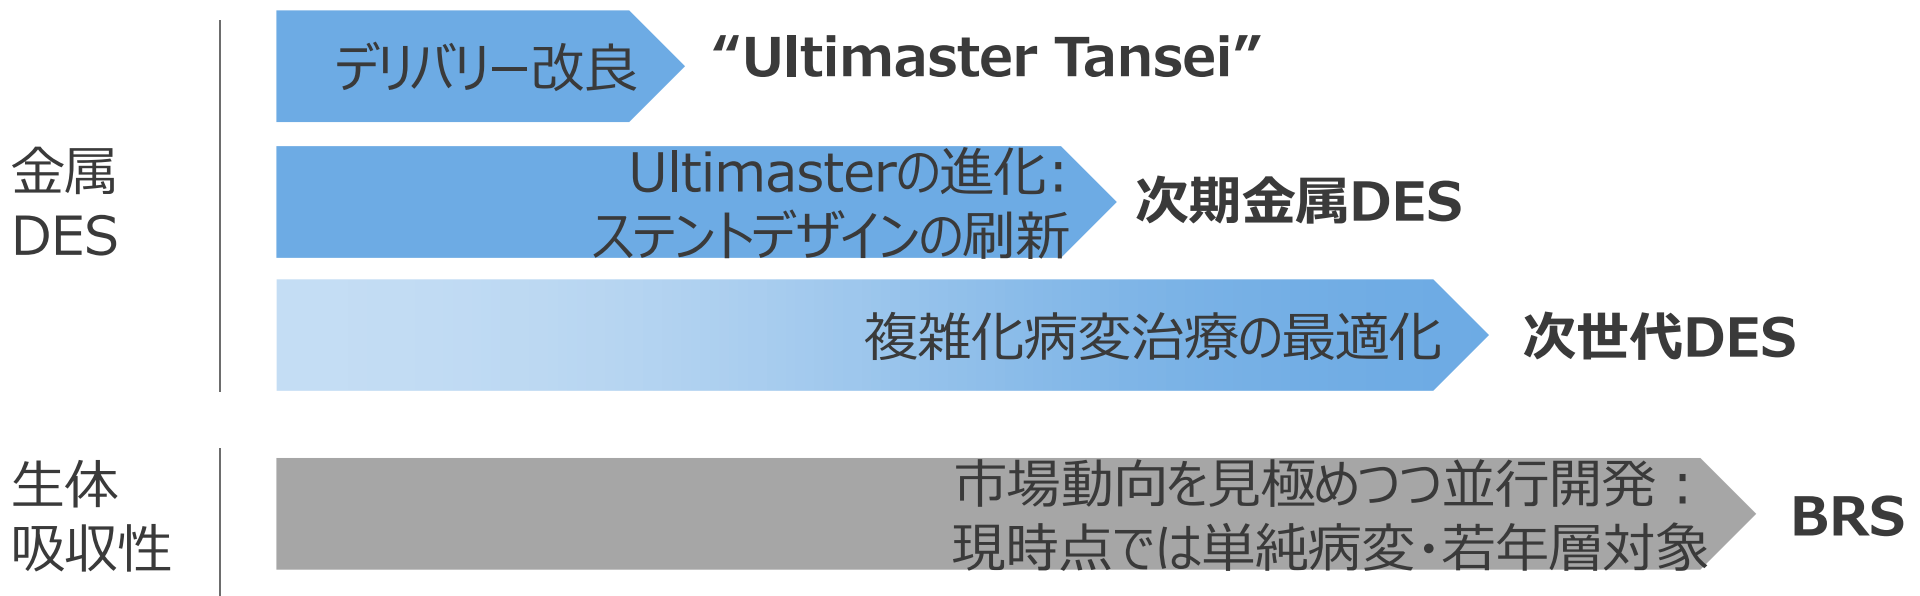 デリバリー改良
“Ultimaster Tansei”
金属
DES
Ultimasterの進化：
ステントデザインの刷新
次期金属DES
複雑化病変治療の最適化
次世代DES
生体
吸収性
市場動向を見極めつつ並行開発：
現時点では単純病変・若年層対象
BRS